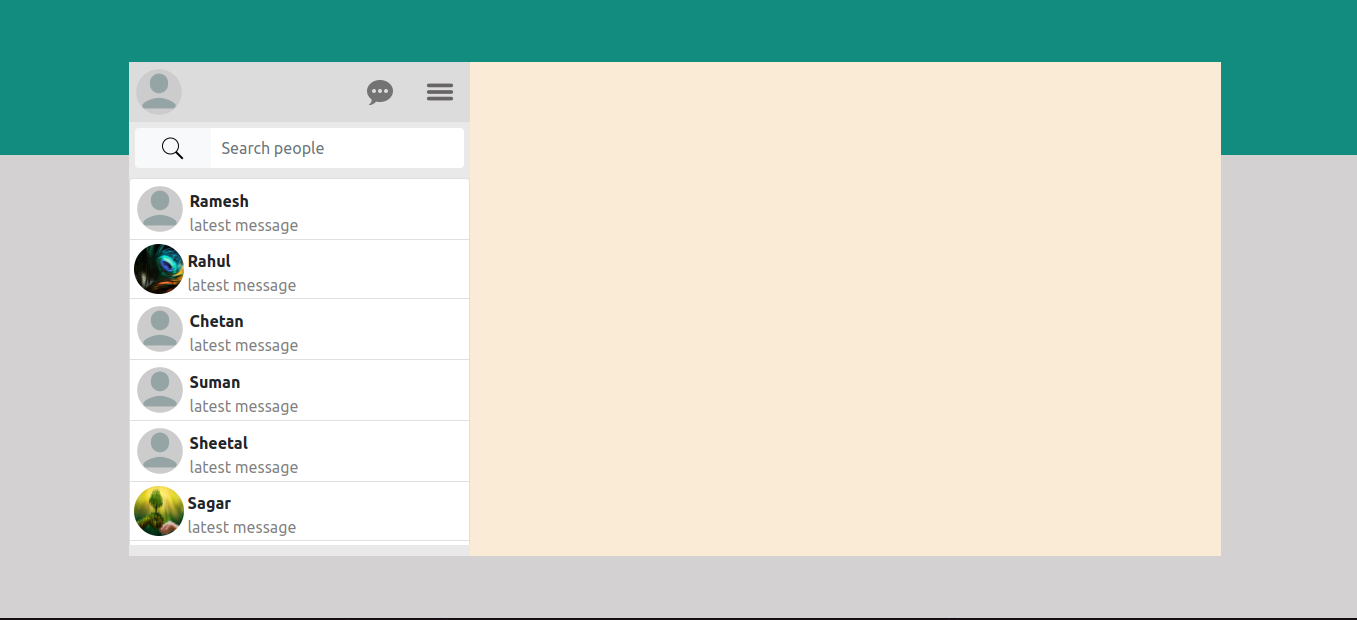 Search people
Ramesh
latest message
Rahul
latest message
Chetan
latest message
Suman
latest message
Sheetal
latest message
Sagar
latest message